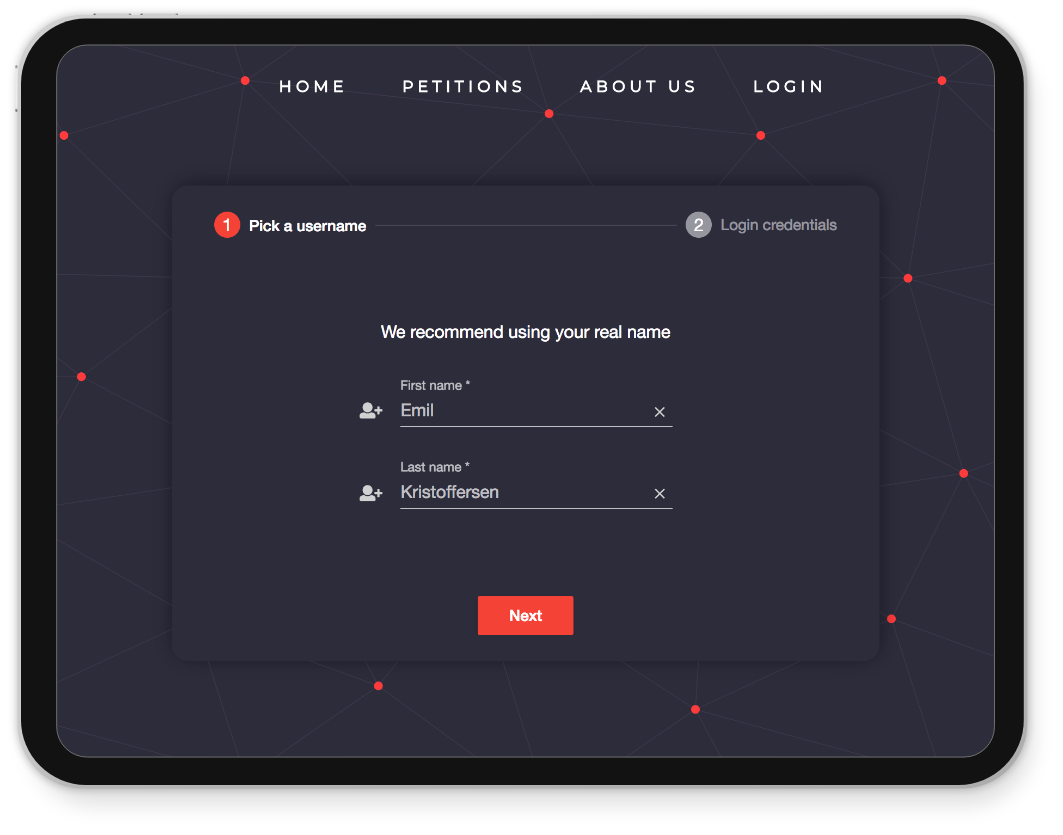 HOME PETITIONS ABOUT US LOGIN
1 Pick a username 2 Login credentials
We recommend using your real name
First name *
Emil
Last name *
Kristoffersen
Next